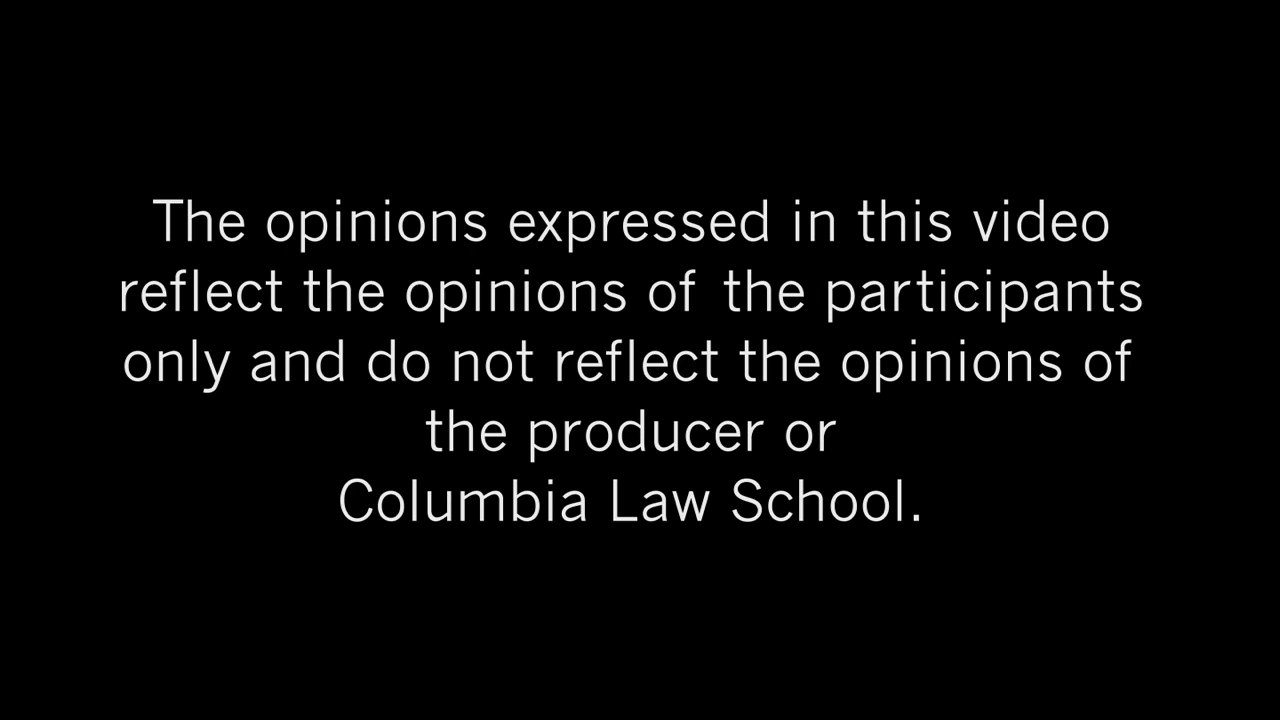 The opinions expressed in this video
reflect the opinions of the participants
only and do not reflect the opinions of
the producer or
Columbia Law School.